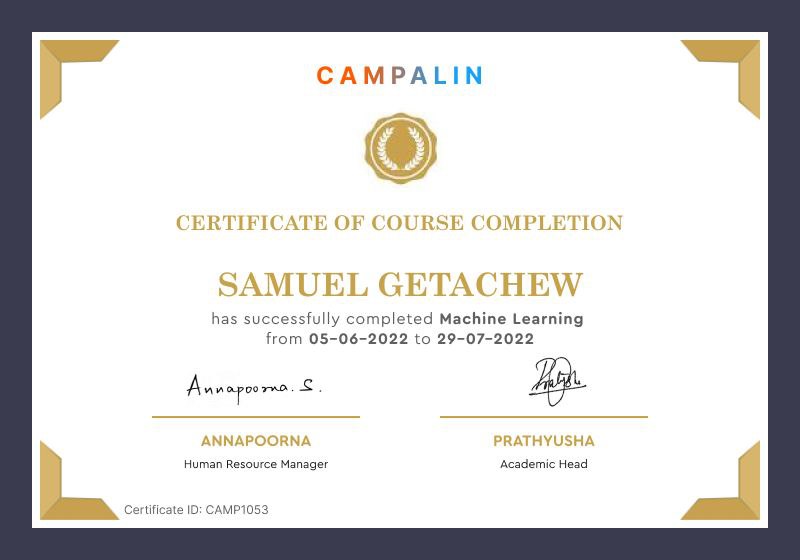 CAMPALIN
CERTIFICATE OF COURSE COMPLETION
SAMUEL GETACHEW
has successfully completed Machine Learning
from 05-06-2022 to 29-07-2022
Annapoorna. S.
ANNAPOORNA
Human Resource Manager
PRATHYUSHA
Academic Head
Certificate ID: CAMP1053